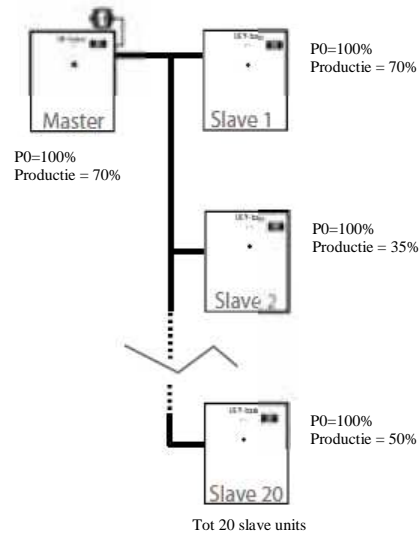 Master
P0=100%
Productie = 70%
Slave 1
P0=100%
Productie = 70%
Slave 2
P0=100%
Productie = 35%
Slave 20
P0=100%
Productie = 50%
Tot 20 slave units